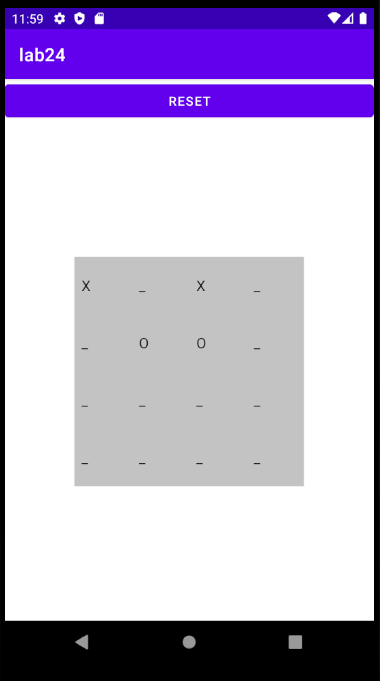 11:59
lab24
RESET
X _ X _
_ O O _
_ _ _ _
_ _ _ _